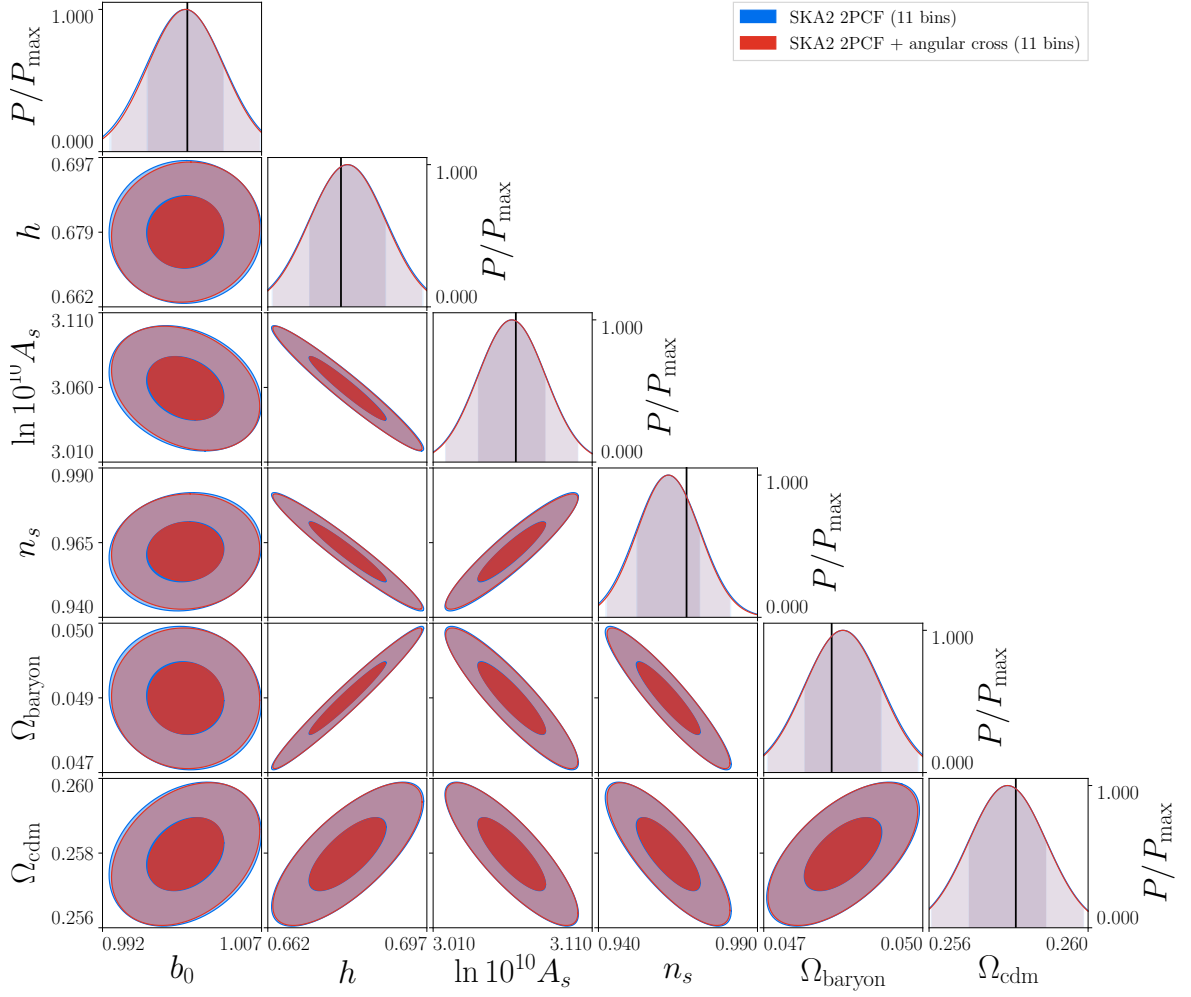 SKA2 2PCF (11 bins)
SKA2 2PCF + angular cross (11 bins)
P/P_max
1.000
0.000
h
0.697
0.679
0.662
1.000
0.000
P/P_max
ln 10^10 A_s
3.110
3.060
3.010
1.000
0.000
P/P_max
n_s
0.990
0.965
0.940
1.000
0.000
P/P_max
Ω_baryon
0.050
0.049
0.047
1.000
0.000
P/P_max
Ω_cdm
0.260
0.258
0.256
1.000
0.000
P/P_max
0.992 1.007 0.662 0.697 3.010 3.110 0.940 0.990 0.047 0.050 0.256 0.260
b_0 h ln 10^10 A_s n_s Ω_baryon Ω_cdm